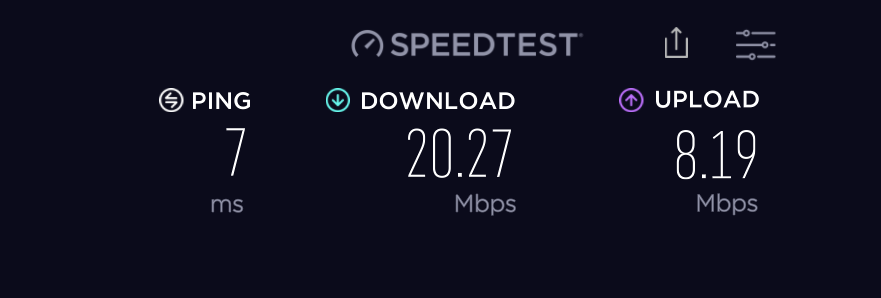 SPEEDTEST
PING DOWNLOAD UPLOAD
7 20.27 8.19
ms Mbps Mbps